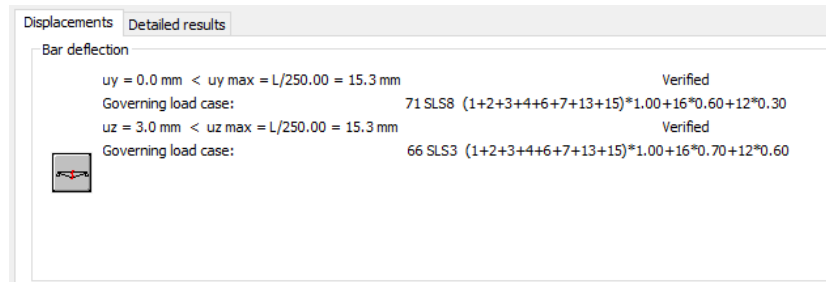 Displacements Detailed results
Bar deflection
uy = 0.0 mm < uy max = L/250.00 = 15.3 mm Verified
Governing load case: 71 SLS8 (1+2+3+4+6+7+13+15)*1.00+16*0.60+12*0.30
uz = 3.0 mm < uz max = L/250.00 = 15.3 mm Verified
Governing load case: 66 SLS3 (1+2+3+4+6+7+13+15)*1.00+16*0.70+12*0.60